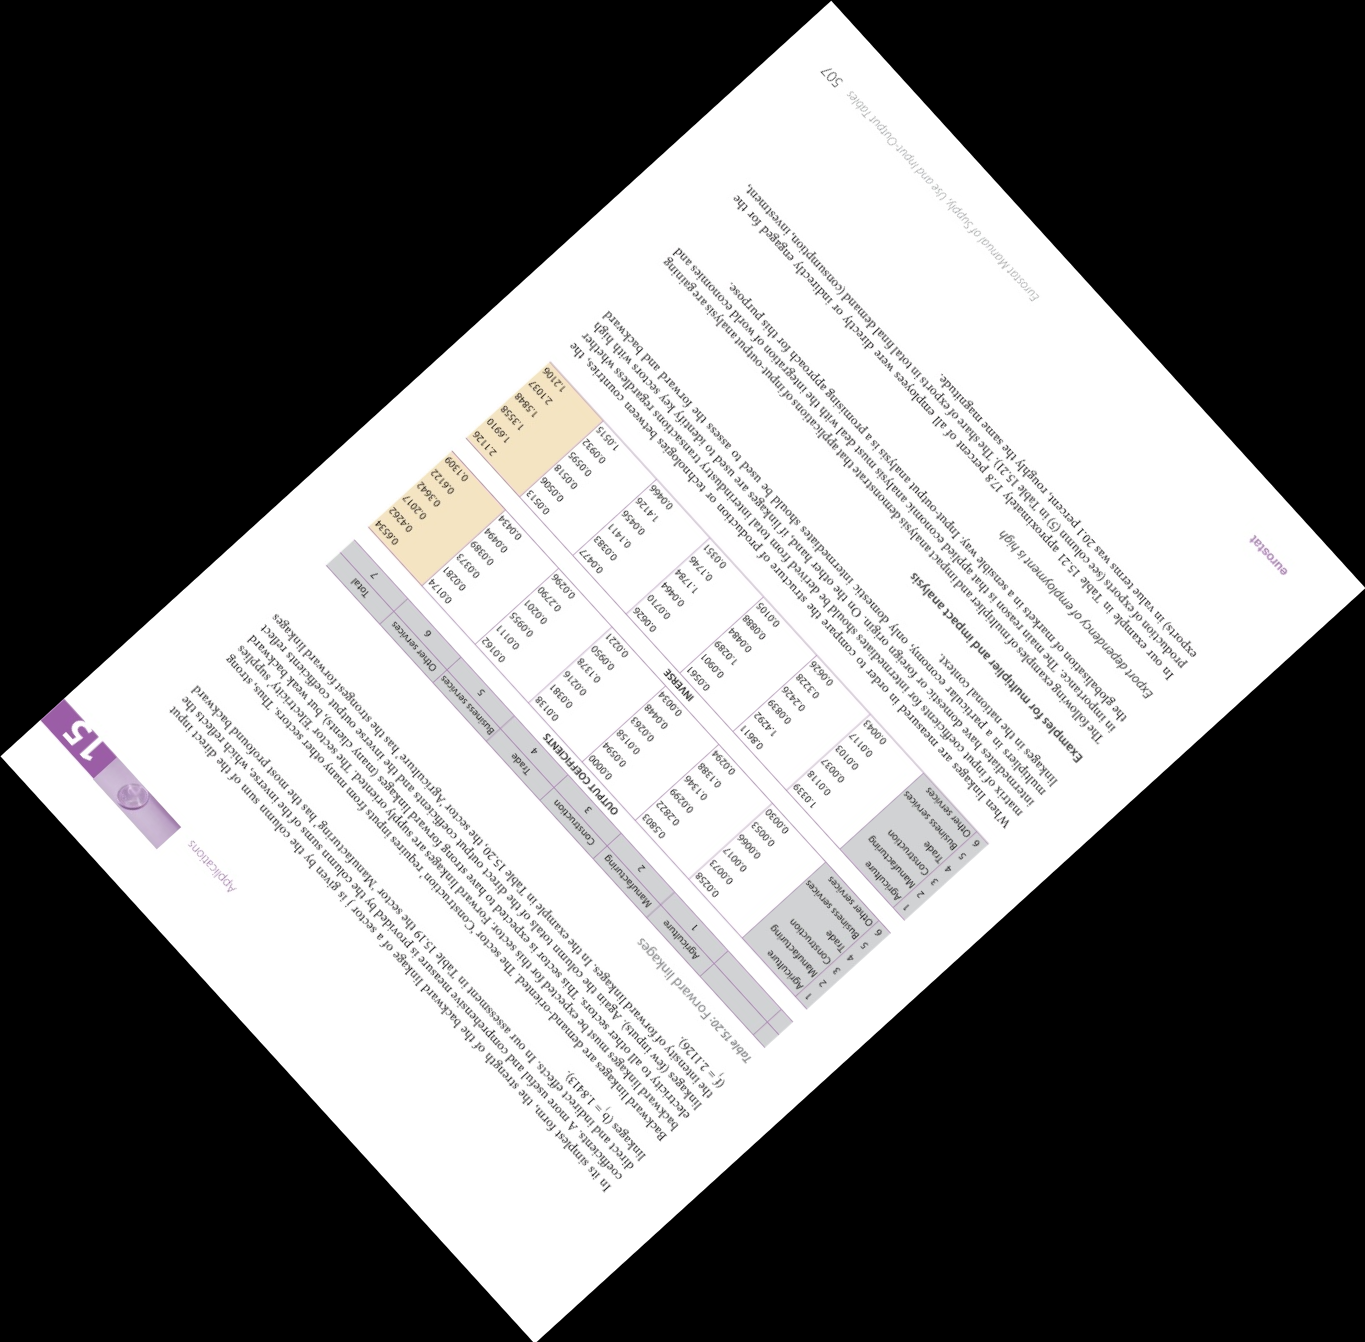 Applications
15
In its simplest form, the strength of the backward linkage of a sector j is given by the column sum of the direct input
coefficients. A more useful and comprehensive measure is provided by the column sums of the inverse which reflects the
direct and indirect effects. In our assessment in Table 15.19 the sector 'Manufacturing' has the most profound backward
linkages (bj = 1.8413).
Backward linkages are demand-oriented. The sector 'Construction' requires inputs from many other sectors. Thus, strong
backward linkages must be expected for this sector. Forward linkages are supply oriented. The sector 'Electricity' supplies
electricity to all other sectors. This sector is expected to have strong forward linkages (many clients), but weak backward
linkages (few inputs). Again the column totals of the direct output coefficients and the inverse output coefficients reflect
the intensity of forward linkages. In the example in Table 15.20, the sector 'Agriculture' has the strongest forward linkages
(fi = 2.1126).
Table 15.20: Forward linkages
Agriculture Manufacturing Construction Trade Business services Other services Total
1 2 3 4 5 6 7
OUTPUT COEFFICIENTS
1 Agriculture 0.0258 0.5803 0.0000 0.0138 0.0162 0.0174 0.6534
2 Manufacturing 0.0073 0.2822 0.0594 0.0381 0.0111 0.0281 0.4262
3 Construction 0.0017 0.0299 0.0158 0.0216 0.0955 0.0373 0.2017
4 Trade 0.0066 0.1346 0.0263 0.1378 0.0201 0.0389 0.3642
5 Business services 0.0053 0.1388 0.0448 0.0950 0.2790 0.0494 0.6122
6 Other services 0.0030 0.0294 0.0034 0.0221 0.0296 0.0434 0.1309
INVERSE
1 Agriculture 1.0339 0.8611 0.0561 0.0626 0.0477 0.0513 2.1126
2 Manufacturing 0.0118 1.4292 0.0901 0.0710 0.0383 0.0506 1.6910
3 Construction 0.0037 0.0839 1.0289 0.0464 0.1411 0.0518 1.3558
4 Trade 0.0103 0.2426 0.0484 1.1784 0.0456 0.0595 1.5848
5 Business services 0.0117 0.3228 0.0888 0.1746 1.4126 0.0932 2.1037
6 Other services 0.0043 0.0626 0.0105 0.0351 0.0466 1.0515 1.2106
When linkages are measured in order to compare the structure of production or technologies between countries, the
matrix of input coefficients for intermediates should be derived from total interindustry transactions regardless whether
intermediates have domestic or foreign origin. On the other hand, if linkages are used to identify key sectors with high
multipliers in a particular economy, only domestic intermediates should be used to assess the forward and backward
linkages in the national context.
Examples for multiplier and impact analysis
The following examples of multiplier and impact analysis demonstrate that applications of input-output-analysis are gaining
in importance. The main reason is that applied economic analysis must deal with the integration of world economies and
the globalisation of markets in a sensible way. Input-output analysis is a promising approach for this purpose.
Export dependency of employment is high
In our example in Table 15.21, approximately 17.8 percent of all employees were directly or indirectly engaged for the
production of exports (see column (5) in Table 15.21). The share of exports in total final demand (consumption, investment,
exports) in value terms was 20.1 percent, roughly the same magnitude.
eurostat
Eurostat Manual of Supply, Use and Input-Output Tables 507